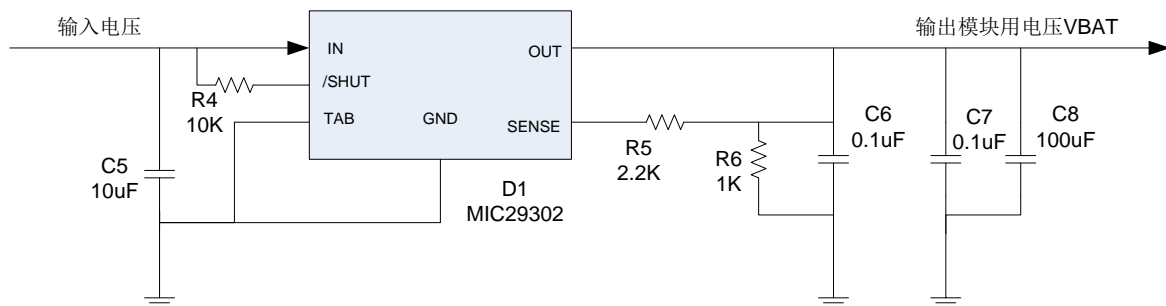 输入电压
输出模块用电压VBAT
IN
OUT
/SHUT
R4
10K
TAB
GND
SENSE
C5
10uF
R5
2.2K
R6
1K
C6
0.1uF
C7
0.1uF
C8
100uF
D1
MIC29302